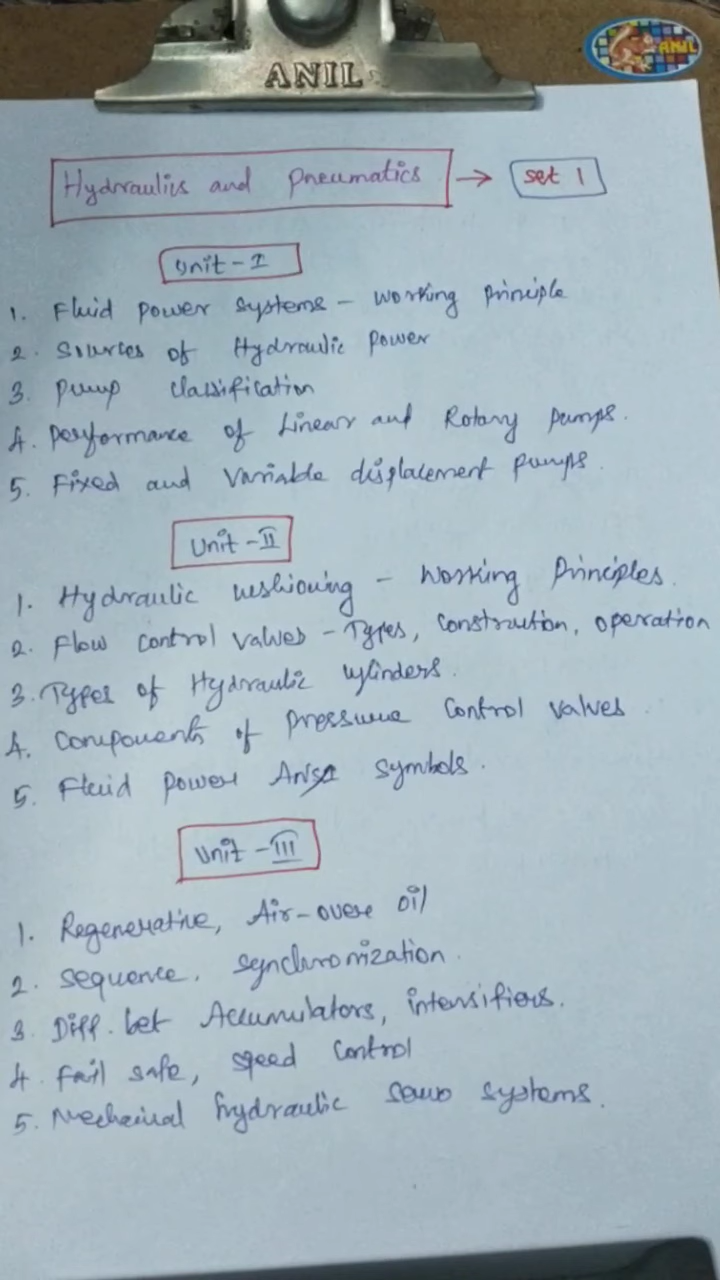 ANIL
ANIL
Hydraulics and Pneumatics → set 1
Unit - I
1. Fluid power systems - working principle
2. Sources of Hydraulic power
3. Pump classification
4. Performance of Linear and Rotary pumps.
5. Fixed and Variable displacement pumps.
Unit - II
1. Hydraulic cushioning - Working Principles.
2. Flow control valves - Types, construction, operation
3. Types of Hydraulic cylinders.
4. Components of pressure control valves
5. Fluid power ANSI symbols.
Unit - III
1. Regenerative, Air-over oil
2. sequence, synchronization.
3. Diff. bet Accumulators, intensifiers.
4. Fail safe, speed control
5. Mechanical hydraulic servo systems.